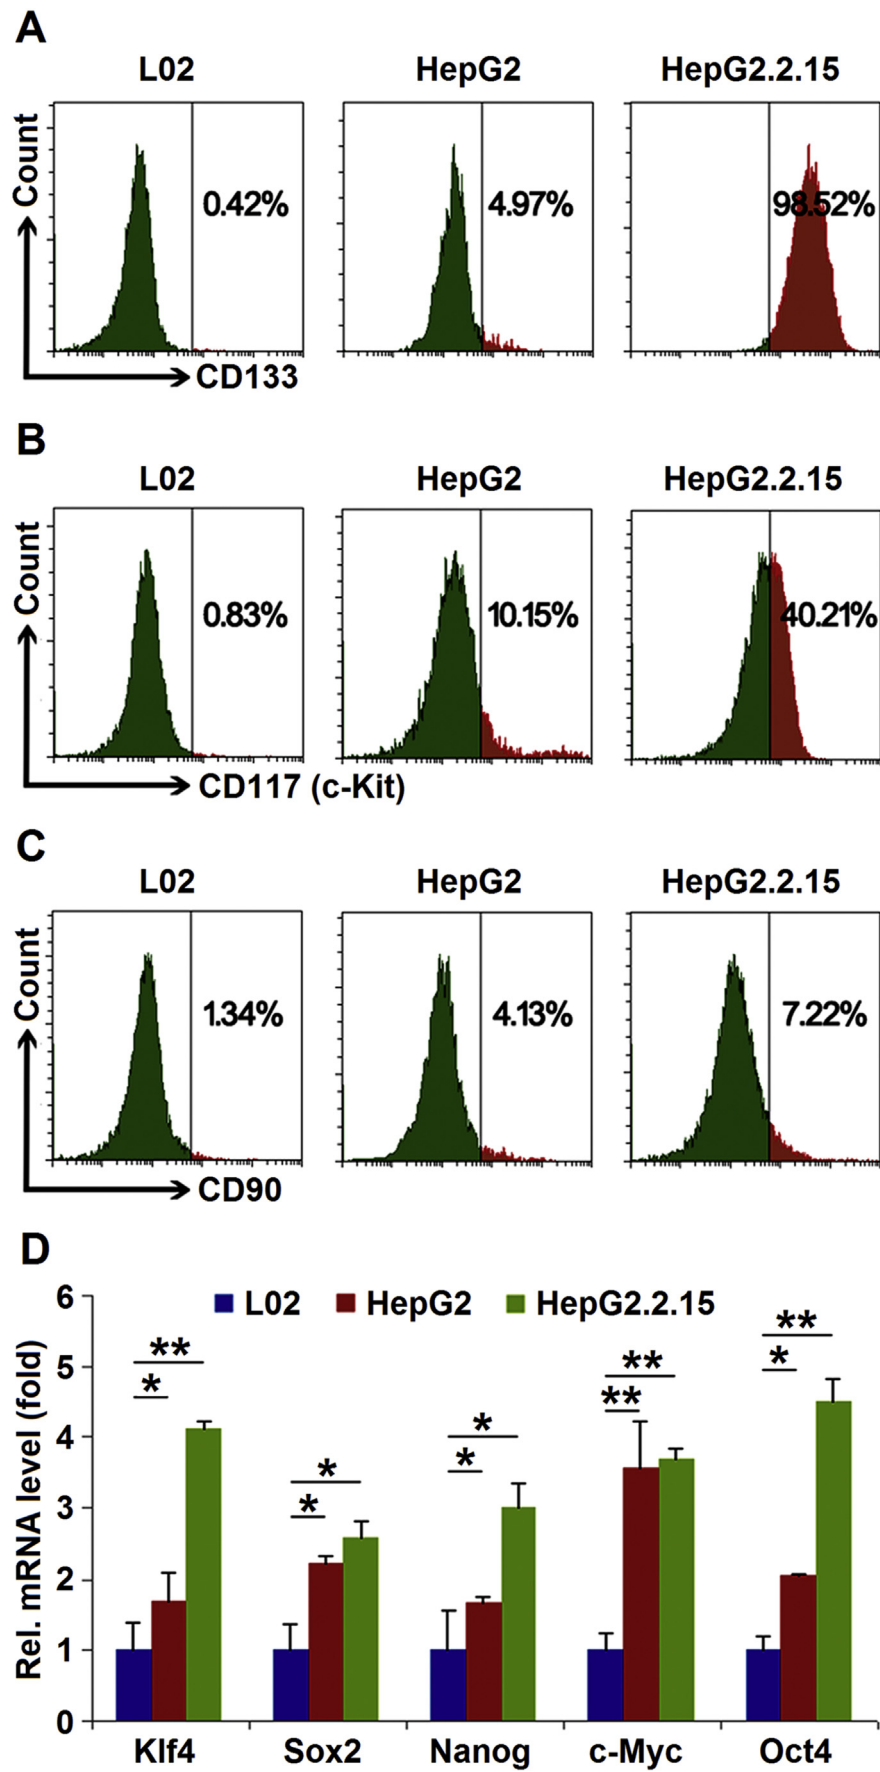 A
L02 HepG2 HepG2.2.15
Count
0.42% 4.97% 98.52%
CD133
B
L02 HepG2 HepG2.2.15
Count
0.83% 10.15% 40.21%
CD117 (c-Kit)
C
L02 HepG2 HepG2.2.15
Count
1.34% 4.13% 7.22%
CD90
D
L02 HepG2 HepG2.2.15
Rel. mRNA level (fold)
6
5
4
3
2
1
0
** *
* *
* *
** **
** *
Klf4 Sox2 Nanog c-Myc Oct4